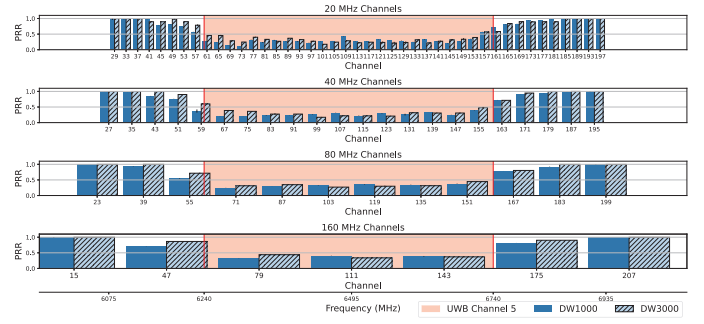 20 MHz Channels
PRR
1.0
0.5
0.0
29 33 37 41 45 49 53 57 61 65 69 73 77 81 85 89 93 97 101 105 109 113 117 121 125 129 133 137 141 145 149 153 157 161 165 169 173 177 181 185 189 193 197
Channel
40 MHz Channels
PRR
1.0
0.5
0.0
27 35 43 51 59 67 75 83 91 99 107 115 123 131 139 147 155 163 171 179 187 195
Channel
80 MHz Channels
PRR
1.0
0.5
0.0
23 39 55 71 87 103 119 135 151 167 183 199
Channel
160 MHz Channels
PRR
1.0
0.5
0.0
15 47 79 111 143 175 207
Channel
6075 6240 6495 6740 6935
Frequency (MHz)
UWB Channel 5 DW1000 DW3000